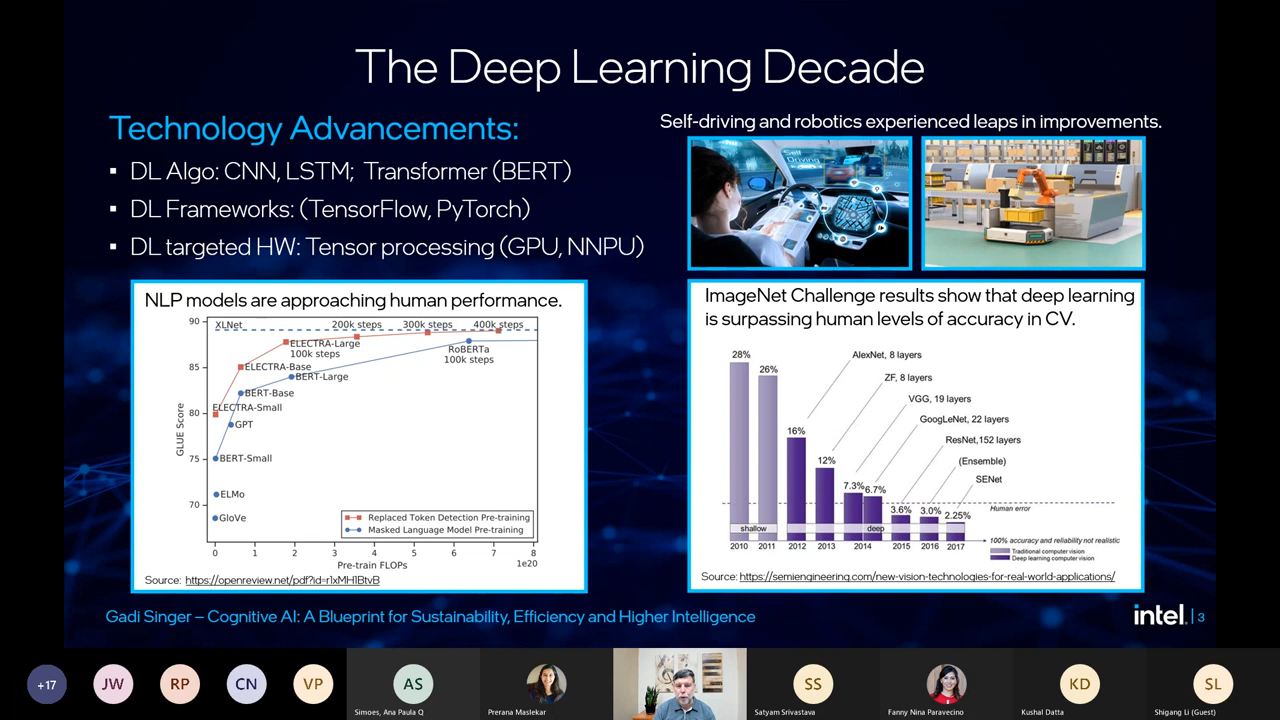 The Deep Learning Decade
Technology Advancements:
▪ DL Algo: CNN, LSTM; Transformer (BERT)
▪ DL Frameworks: (TensorFlow, PyTorch)
▪ DL targeted HW: Tensor processing (GPU, NNPU)
Self-driving and robotics experienced leaps in improvements.
Self
Driving
NLP models are approaching human performance.
90
85
80
75
70
GLUE Score
XLNet
200k steps
300k steps
400k steps
ELECTRA-Large
100k steps
RoBERTa
100k steps
ELECTRA-Base
BERT-Large
BERT-Base
ELECTRA-Small
GPT
BERT-Small
ELMo
GloVe
Replaced Token Detection Pre-training
Masked Language Model Pre-training
0 1 2 3 4 5 6 7 8
1e20
Pre-train FLOPs
Source: https://openreview.net/pdf?id=r1xMH1BtvB
ImageNet Challenge results show that deep learning
is surpassing human levels of accuracy in CV.
28%
26%
16%
12%
7.3%
6.7%
3.6%
3.0%
2.25%
AlexNet, 8 layers
ZF, 8 layers
VGG, 19 layers
GoogLeNet, 22 layers
ResNet,152 layers
(Ensemble)
SENet
Human error
shallow
deep
2010 2011 2012 2013 2014 2015 2016 2017
100% accuracy and reliability not realistic
Traditional computer vision
Deep learning computer vision
Source: https://semiengineering.com/new-vision-technologies-for-real-world-applications/
Gadi Singer – Cognitive AI: A Blueprint for Sustainability, Efficiency and Higher Intelligence
intel. | 3
+17
JW
RP
CN
VP
AS
Simoes, Ana Paula Q
Prerana Maslekar
SS
Satyam Srivastava
Fanny Nina Paravecino
KD
Kushal Datta
SL
Shigang Li (Guest)